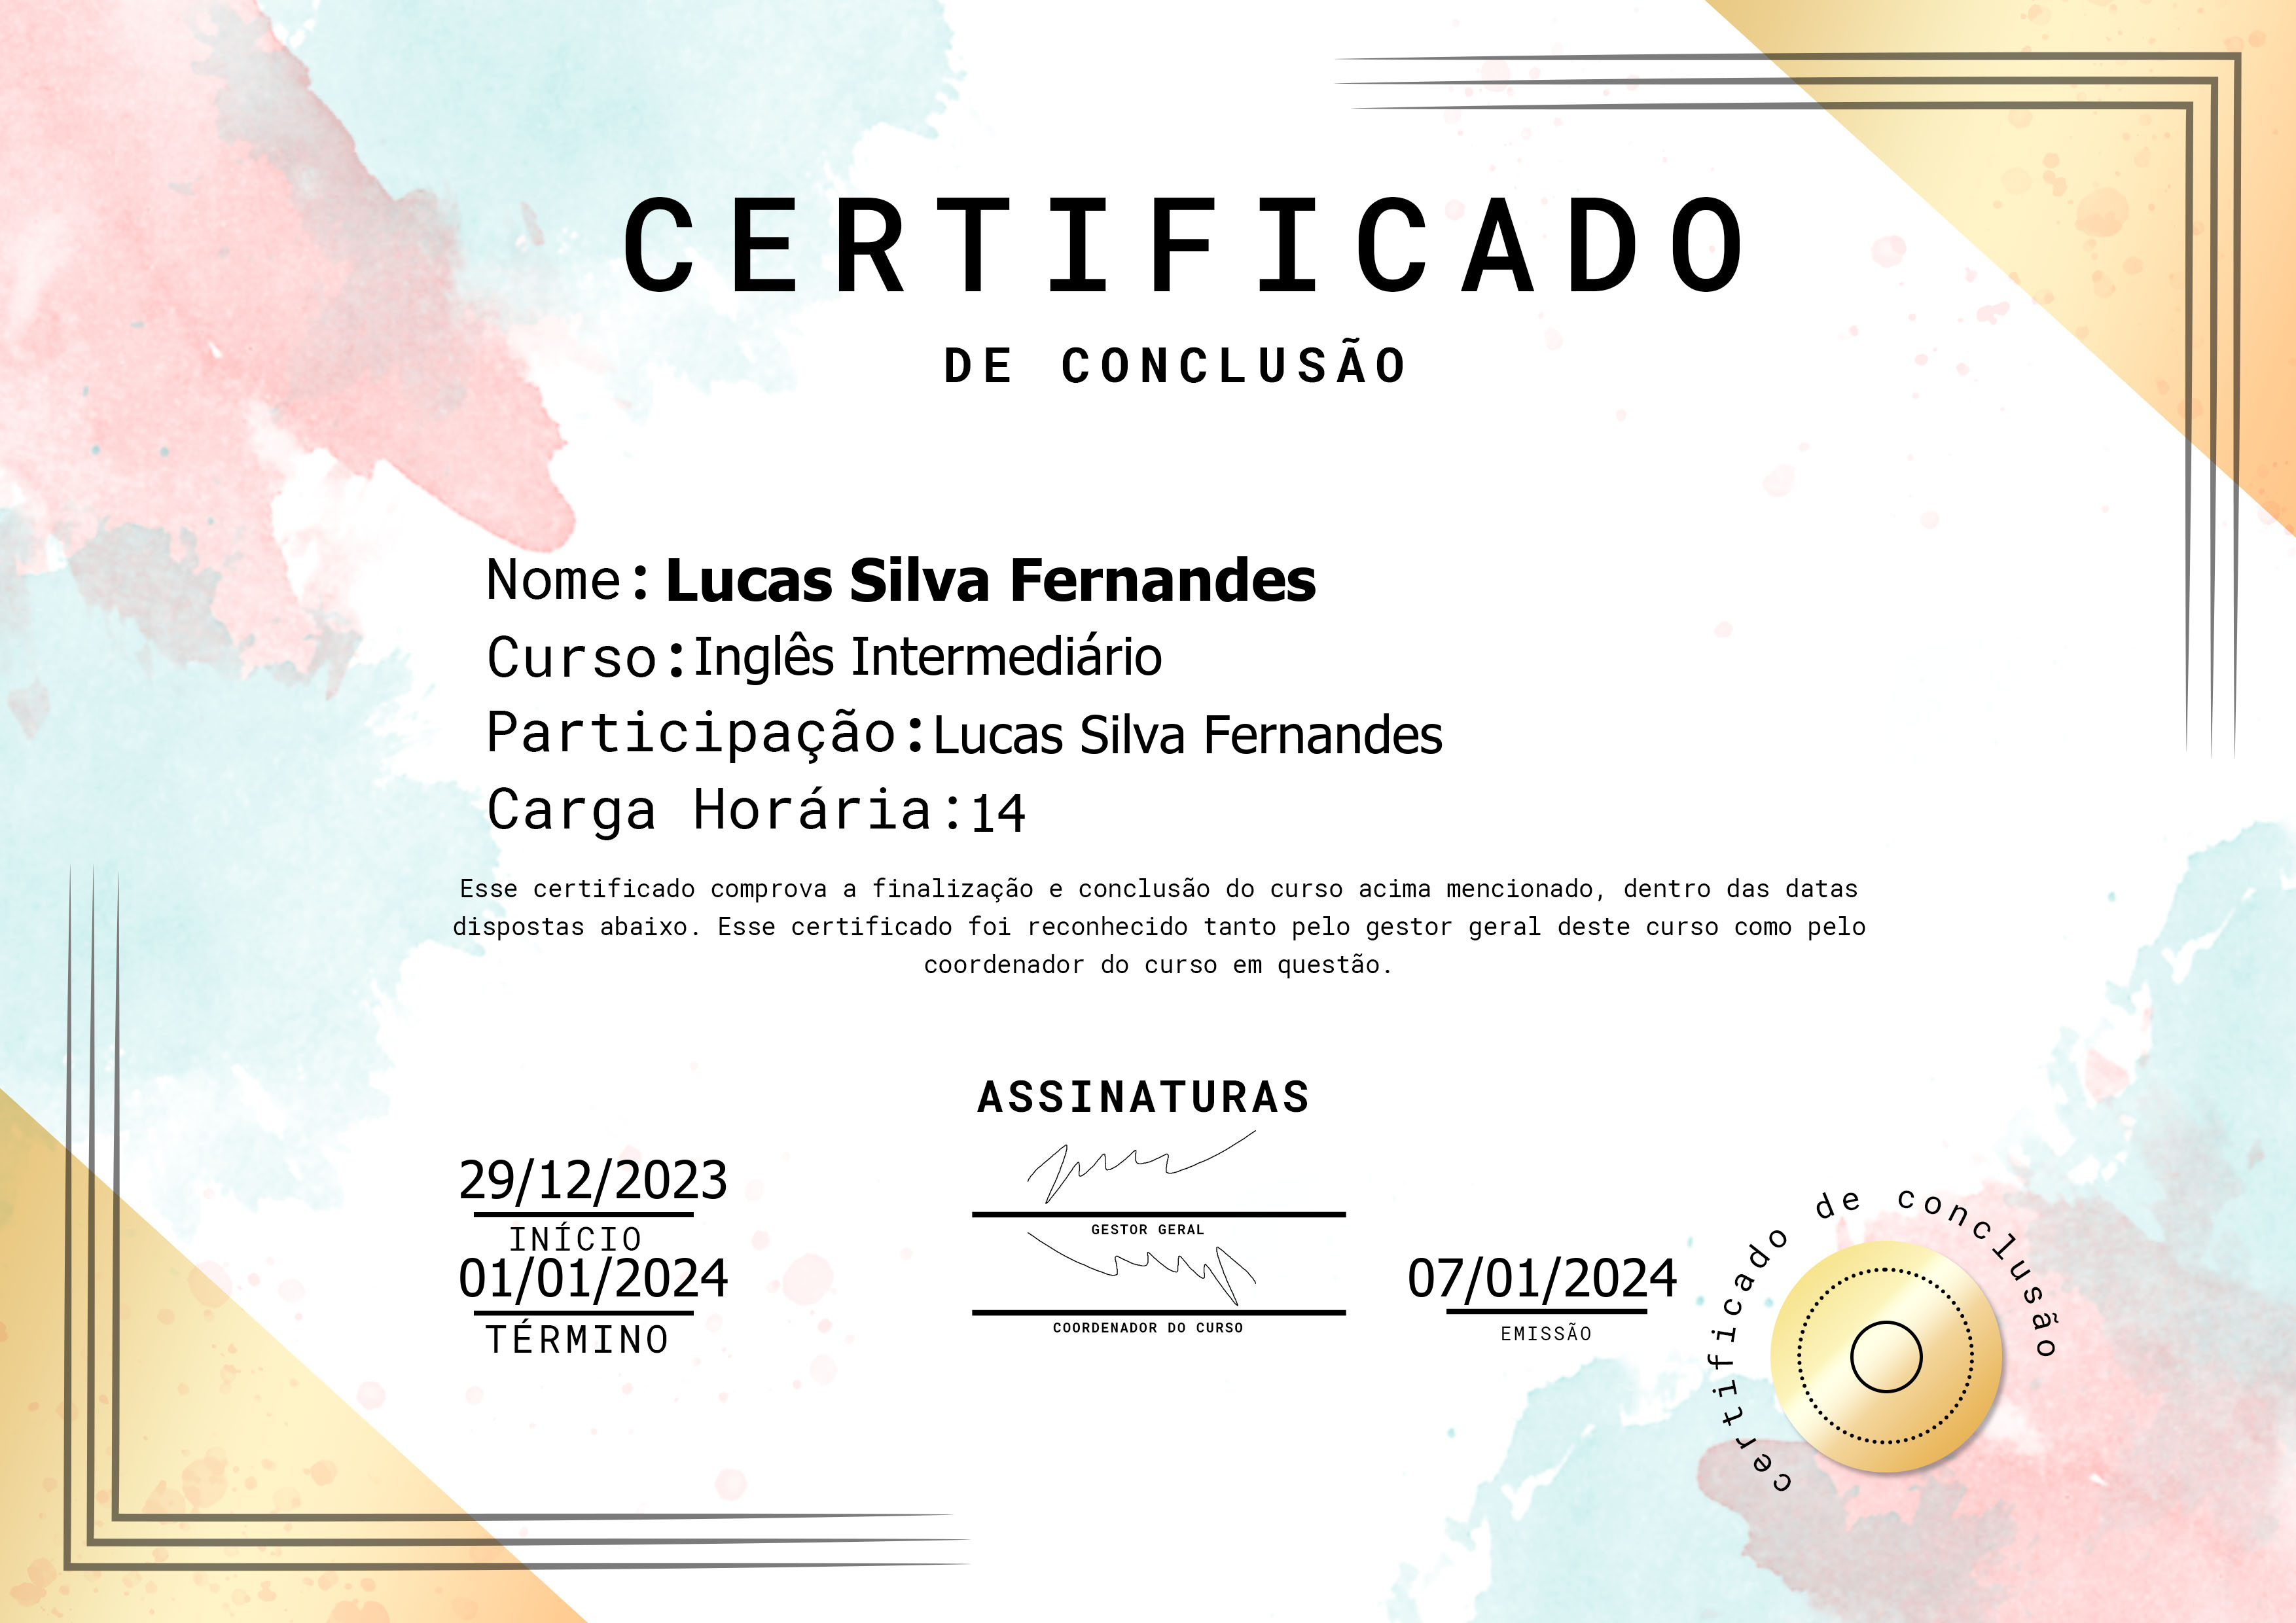 CERTIFICADO
DE CONCLUSÃO
Nome: Lucas Silva Fernandes
Curso:Inglês Intermediário
Participação:Lucas Silva Fernandes
Carga Horária:14
Esse certificado comprova a finalização e conclusão do curso acima mencionado, dentro das datas
dispostas abaixo. Esse certificado foi reconhecido tanto pelo gestor geral deste curso como pelo
coordenador do curso em questão.
ASSINATURAS
29/12/2023
INÍCIO
GESTOR GERAL
01/01/2024
TÉRMINO
COORDENADOR DO CURSO
07/01/2024
EMISSÃO
certificado de conclusão